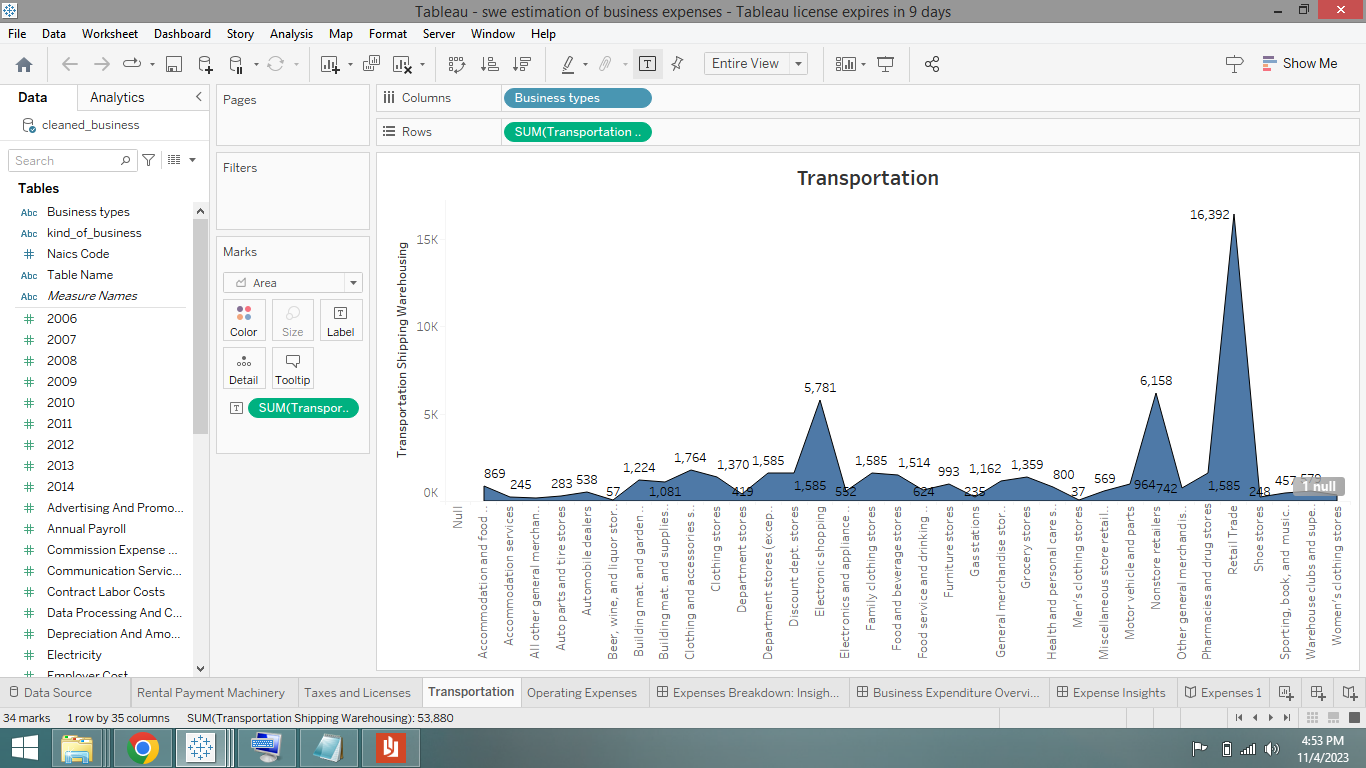 Tableau - swe estimation of business expenses - Tableau license expires in 9 days
File Data Worksheet Dashboard Story Analysis Map Format Server Window Help
Entire View
Show Me
Data Analytics
cleaned_business
Search
Tables
Abc Business types
Abc kind_of_business
# Naics Code
Abc Table Name
Abc Measure Names
# 2006
# 2007
# 2008
# 2009
# 2010
# 2011
# 2012
# 2013
# 2014
# Advertising And Promo...
# Annual Payroll
# Commission Expense ...
# Communication Servic...
# Contract Labor Costs
# Data Processing And C...
# Depreciation And Amo...
# Electricity
# Employer Cost
Pages
Filters
Marks
Area
Color Size Label
Detail Tooltip
SUM(Transpor..
Columns Business types
Rows SUM(Transportation ..
Transportation
Transportation Shipping Warehousing
15K
10K
5K
0K
869
245
283
538
57
1,224
1,081
1,764
1,370
419
1,585
1,585
5,781
552
1,585
1,514
624
993
235
1,162
1,359
800
37
569
964
6,158
742
1,585
16,392
248
457
579
1 null
Null
Accommodation and food ..
Accommodation services
All other general merchan..
Auto parts and tire stores
Automobile dealers
Beer, wine, and liquor stor..
Building mat. and garden ..
Building mat. and supplies..
Clothing and accessories s..
Clothing stores
Department stores
Department stores (excep..
Discount dept. stores
Electronic shopping
Electronics and appliance ..
Family clothing stores
Food and beverage stores
Food service and drinking ..
Furniture stores
Gas stations
General merchandise stor..
Grocery stores
Health and personal care s..
Men's clothing stores
Miscellaneous store retail..
Motor vehicle and parts
Nonstore retailers
Other general merchandis..
Pharmacies and drug stores
Retail Trade
Shoe stores
Sporting, book, and music..
Warehouse clubs and supe..
Women's clothing stores
Data Source Rental Payment Machinery Taxes and Licenses Transportation Operating Expenses Expenses Breakdown: Insigh... Business Expenditure Overvi... Expense Insights Expenses 1
34 marks 1 row by 35 columns SUM(Transportation Shipping Warehousing): 53,880
4:53 PM
11/4/2023